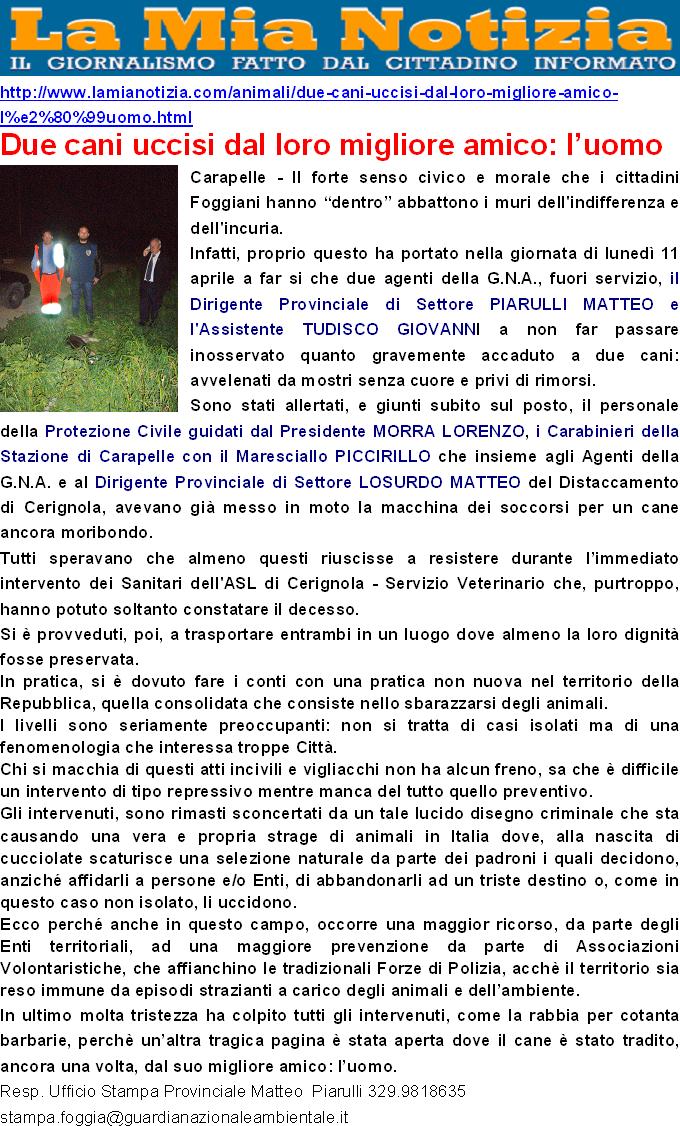 La Mia Notizia
IL GIORNALISMO FATTO DAL CITTADINO INFORMATO
http://www.lamianotizia.com/animali/due-cani-uccisi-dal-loro-migliore-amico-
l%e2%80%99uomo.html
Due cani uccisi dal loro migliore amico: l’uomo
Carapelle - Il forte senso civico e morale che i cittadini
Foggiani hanno “dentro” abbattono i muri dell'indifferenza e
dell'incuria.
Infatti, proprio questo ha portato nella giornata di lunedì 11
aprile a far si che due agenti della G.N.A., fuori servizio, il
Dirigente Provinciale di Settore PIARULLI MATTEO e
l'Assistente TUDISCO GIOVANNI a non far passare
inosservato quanto gravemente accaduto a due cani:
avvelenati da mostri senza cuore e privi di rimorsi.
Sono stati allertati, e giunti subito sul posto, il personale
della Protezione Civile guidati dal Presidente MORRA LORENZO, i Carabinieri della
Stazione di Carapelle con il Maresciallo PICCIRILLO che insieme agli Agenti della
G.N.A. e al Dirigente Provinciale di Settore LOSURDO MATTEO del Distaccamento
di Cerignola, avevano già messo in moto la macchina dei soccorsi per un cane
ancora moribondo.
Tutti speravano che almeno questi riuscisse a resistere durante l’immediato
intervento dei Sanitari dell'ASL di Cerignola - Servizio Veterinario che, purtroppo,
hanno potuto soltanto constatare il decesso.
Si è provveduti, poi, a trasportare entrambi in un luogo dove almeno la loro dignità
fosse preservata.
In pratica, si è dovuto fare i conti con una pratica non nuova nel territorio della
Repubblica, quella consolidata che consiste nello sbarazzarsi degli animali.
I livelli sono seriamente preoccupanti: non si tratta di casi isolati ma di una
fenomenologia che interessa troppe Città.
Chi si macchia di questi atti incivili e vigliacchi non ha alcun freno, sa che è difficile
un intervento di tipo repressivo mentre manca del tutto quello preventivo.
Gli intervenuti, sono rimasti sconcertati da un tale lucido disegno criminale che sta
causando una vera e propria strage di animali in Italia dove, alla nascita di
cucciolate scaturisce una selezione naturale da parte dei padroni i quali decidono,
anziché affidarli a persone e/o Enti, di abbandonarli ad un triste destino o, come in
questo caso non isolato, li uccidono.
Ecco perché anche in questo campo, occorre una maggior ricorso, da parte degli
Enti territoriali, ad una maggiore prevenzione da parte di Associazioni
Volontaristiche, che affianchino le tradizionali Forze di Polizia, acchè il territorio sia
reso immune da episodi strazianti a carico degli animali e dell’ambiente.
In ultimo molta tristezza ha colpito tutti gli intervenuti, come la rabbia per cotanta
barbarie, perchè un’altra tragica pagina è stata aperta dove il cane è stato tradito,
ancora una volta, dal suo migliore amico: l’uomo.
Resp. Ufficio Stampa Provinciale Matteo Piarulli 329.9818635
stampa.foggia@guardianazionaleambientale.it